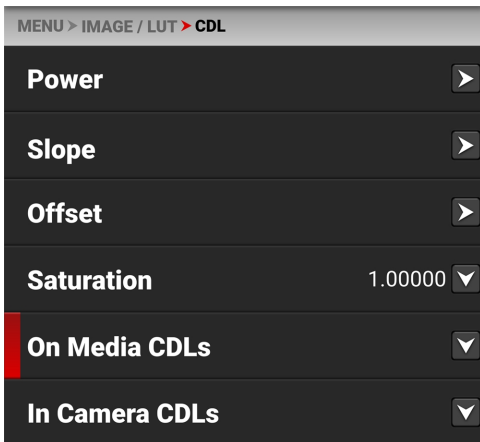 MENU > IMAGE / LUT > CDL
Power
Slope
Offset
Saturation 1.00000
On Media CDLs
In Camera CDLs